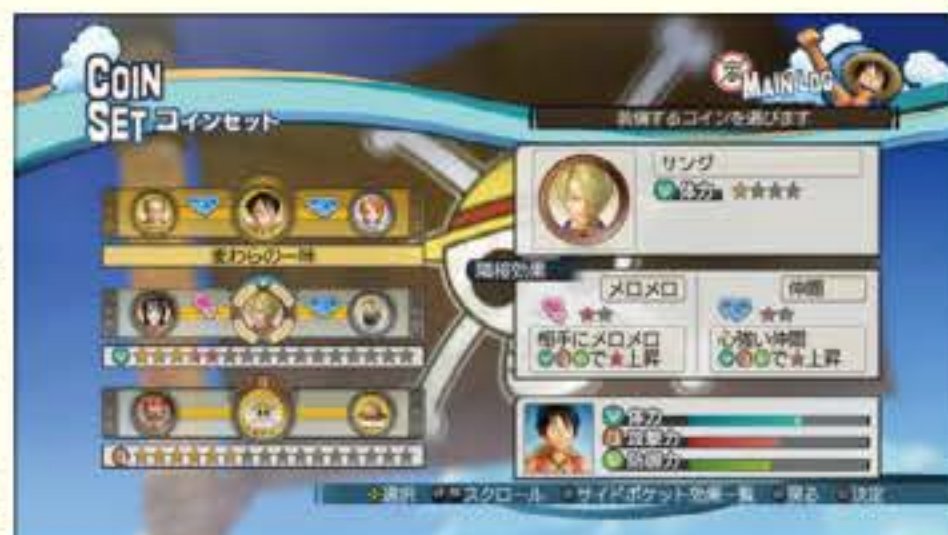 COIN
SET コインセット
MAIN LOG
装備するコインを選びます
リング
体力 ★★★★
麦わらの一味
隣接効果
メロメロ
仲間
★★
★★
相手にメロメロ
で★上昇
心強い仲間
で★上昇
体力
攻撃力
防御力
選択 スクロール サイドポケット効果一覧 戻る 決定